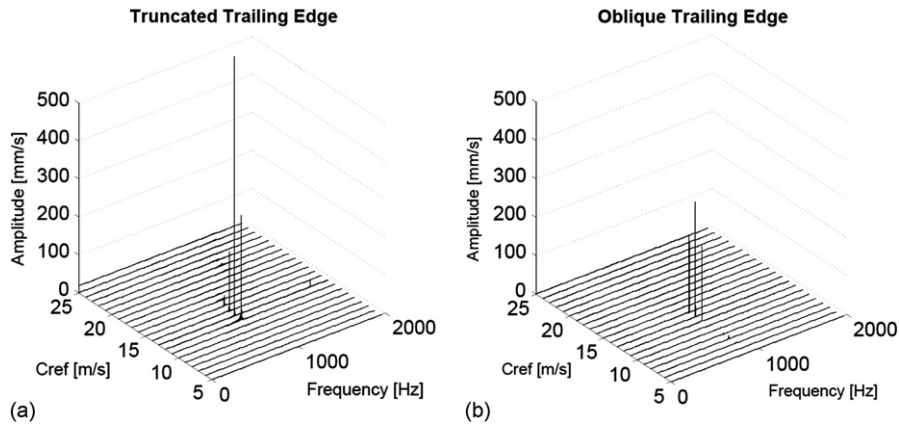 Truncated Trailing Edge
500
400
300
200
100
0
Amplitude [mm/s]
25
20
15
10
5
Cref [m/s]
0
1000
2000
Frequency [Hz]
(a)
Oblique Trailing Edge
500
400
300
200
100
0
Amplitude [mm/s]
25
20
15
10
5
Cref [m/s]
0
1000
2000
Frequency [Hz]
(b)